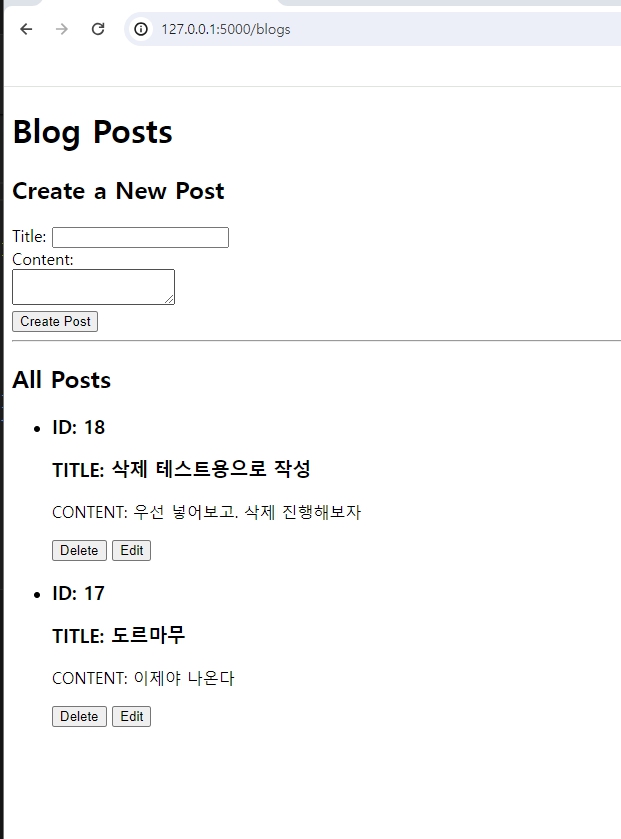 127.0.0.1:5000/blogs
Blog Posts
Create a New Post
Title:
Content:
Create Post
All Posts
ID: 18
TITLE: 삭제 테스트용으로 작성
CONTENT: 우선 넣어보고. 삭제 진행해보자
Delete Edit
ID: 17
TITLE: 도르마무
CONTENT: 이제야 나온다
Delete Edit